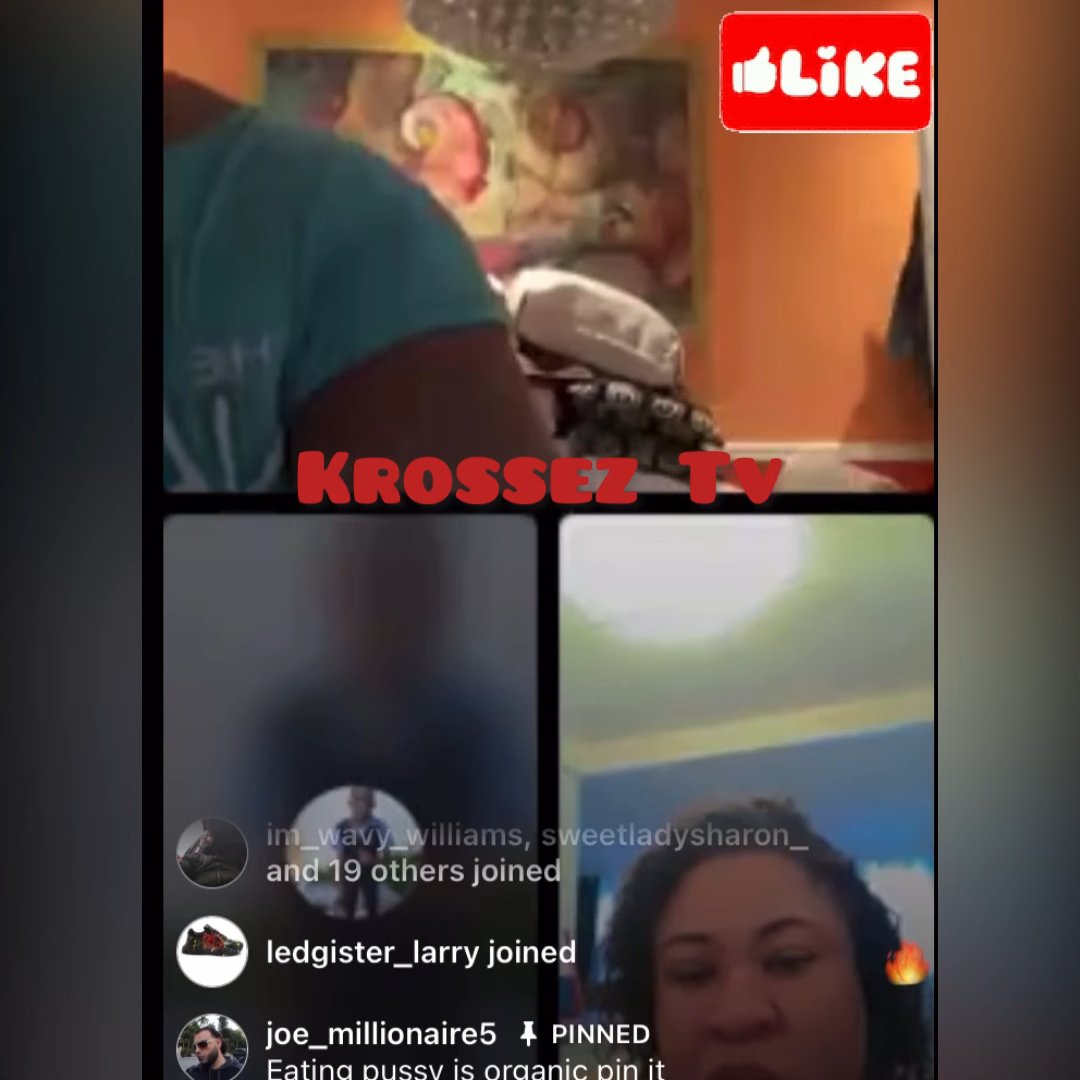 LiKE
Krossez Tv
im_wavy_williams, sweetladysharon_
and 19 others joined
ledgister_larry joined
joe_millionaire5 PINNED
Eating pussy is organic pin it